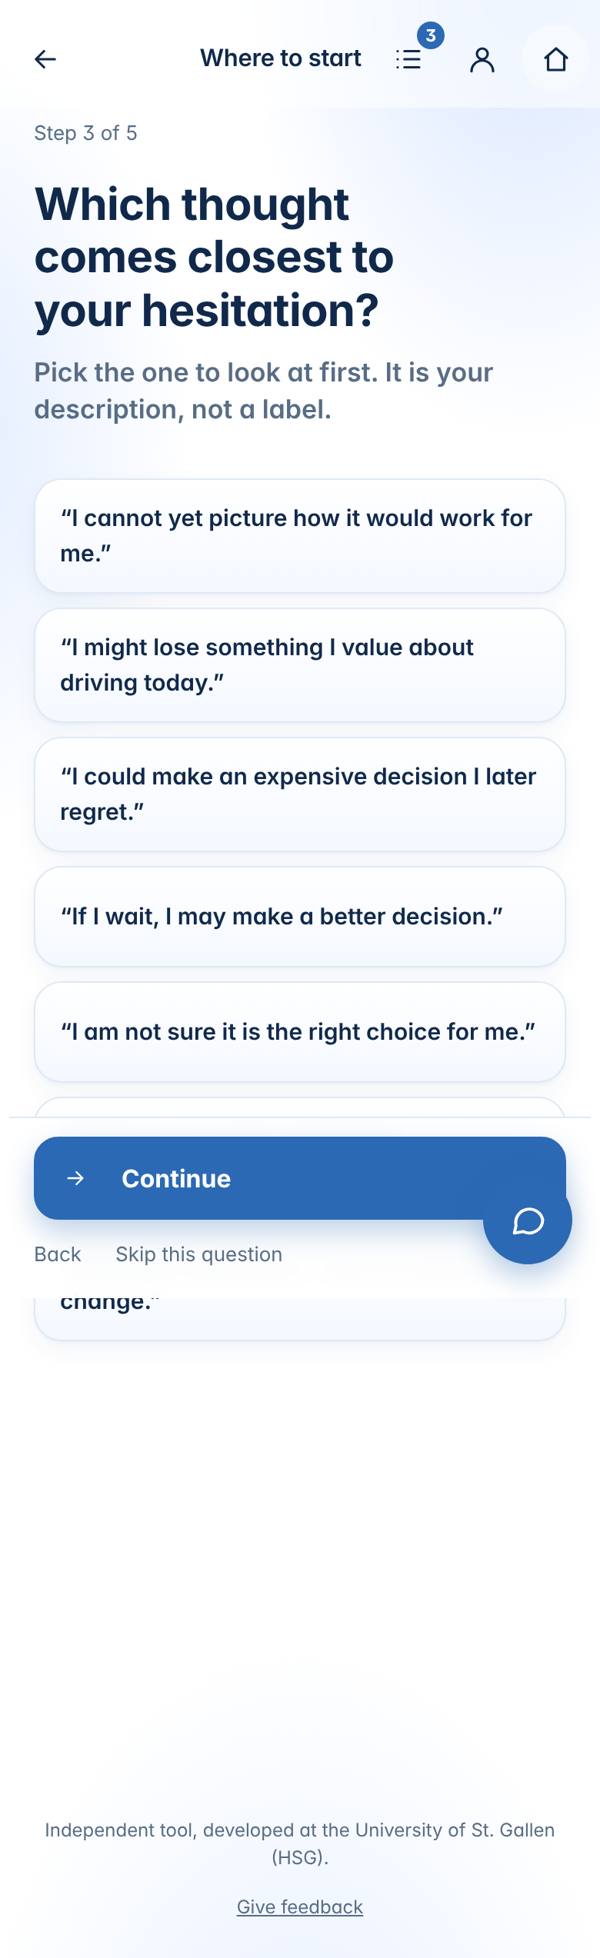 Where to start
3
Step 3 of 5
Which thought
comes closest to
your hesitation?
Pick the one to look at first. It is your
description, not a label.
“I cannot yet picture how it would work for
me.”
“I might lose something I value about
driving today.”
“I could make an expensive decision I later
regret.”
“If I wait, I may make a better decision.”
“I am not sure it is the right choice for me.”
Continue
Back
Skip this question
change.”
Independent tool, developed at the University of St. Gallen
(HSG).
Give feedback